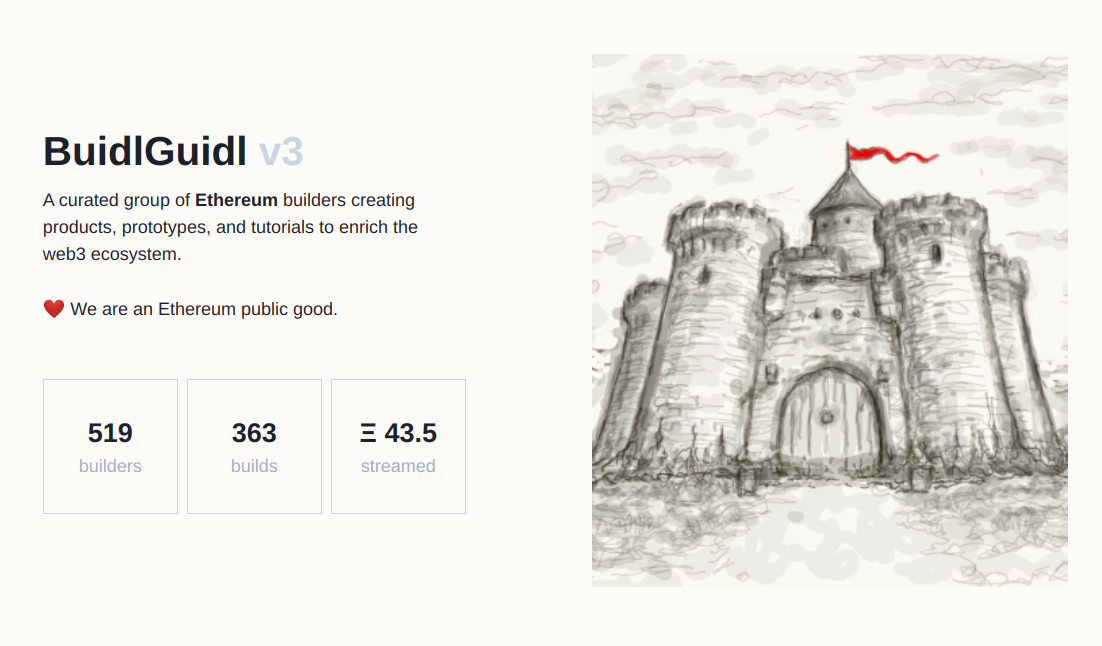 BuidlGuidl v3
A curated group of Ethereum builders creating
products, prototypes, and tutorials to enrich the
web3 ecosystem.
❤️ We are an Ethereum public good.
519
builders
363
builds
Ξ 43.5
streamed